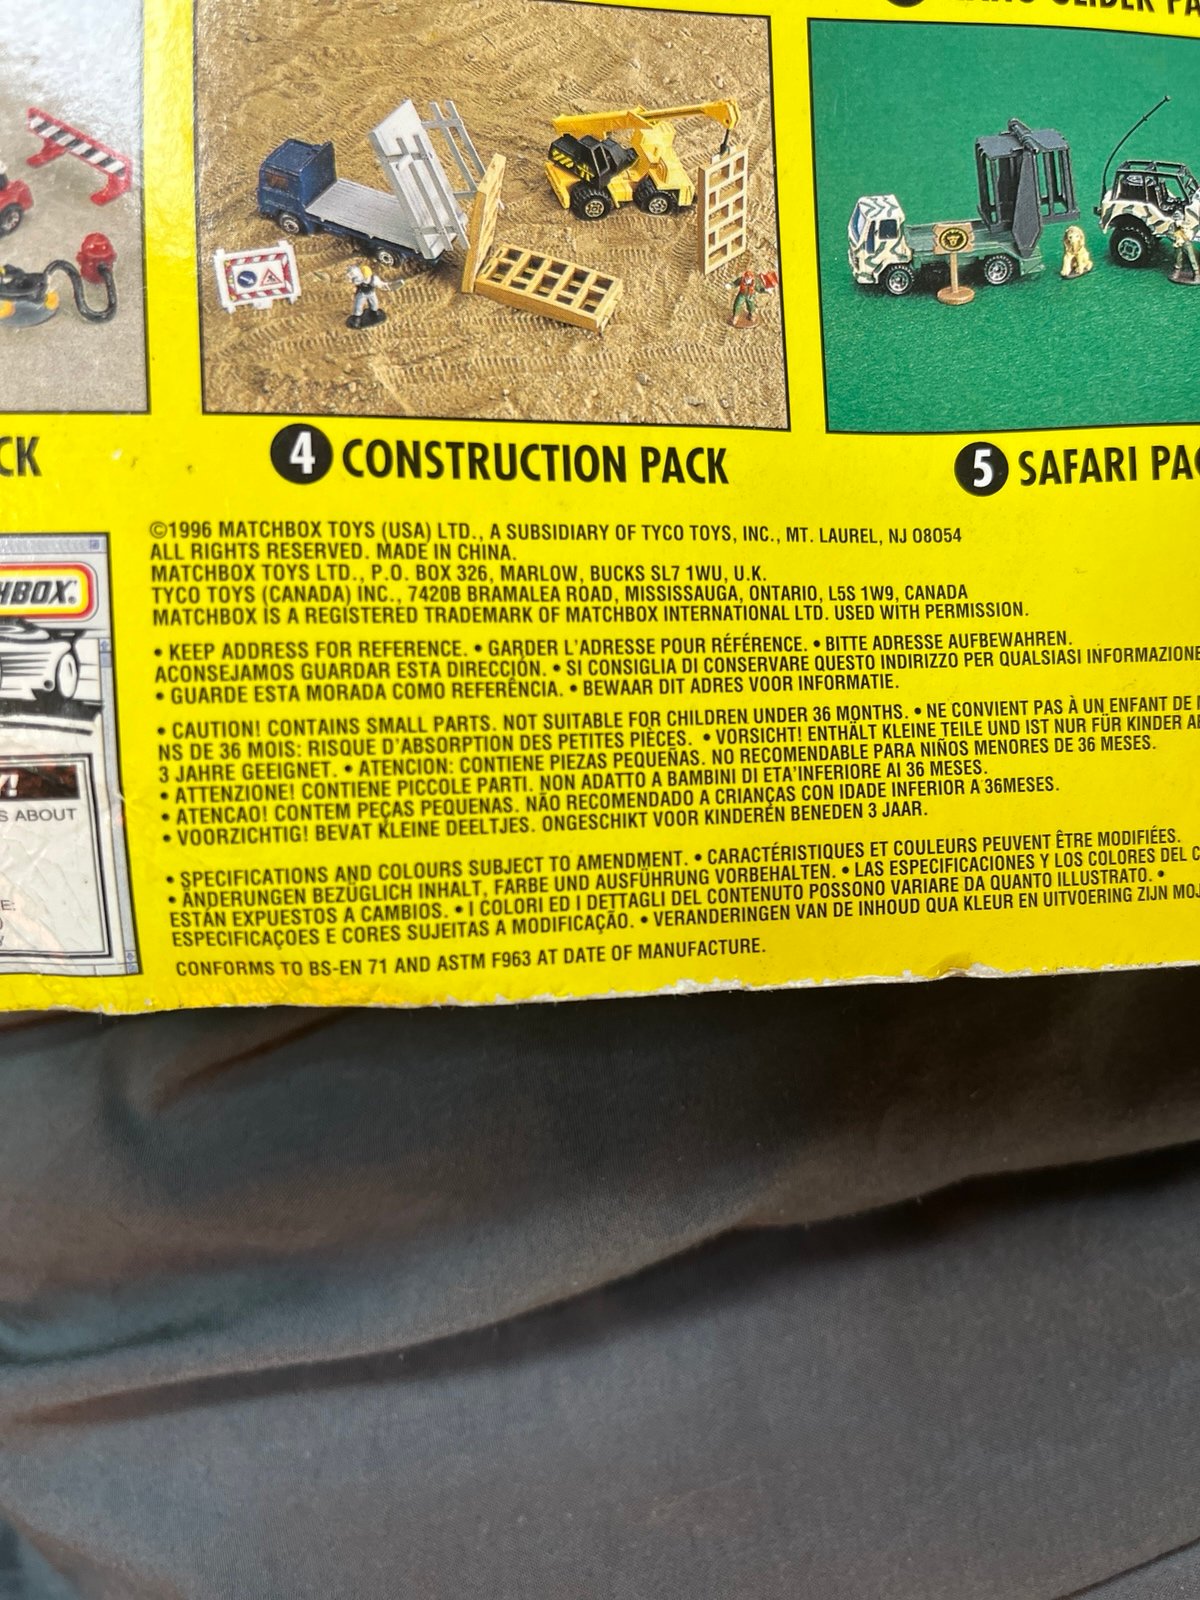 GLIDER PA
CK
4 CONSTRUCTION PACK
5 SAFARI PAC
©1996 MATCHBOX TOYS (USA) LTD., A SUBSIDIARY OF TYCO TOYS, INC., MT. LAUREL, NJ 08054
ALL RIGHTS RESERVED. MADE IN CHINA.
MATCHBOX TOYS LTD., P.O. BOX 326, MARLOW, BUCKS SL7 1WU, U.K.
TYCO TOYS (CANADA) INC., 7420B BRAMALEA ROAD, MISSISSAUGA, ONTARIO, L5S 1W9, CANADA
MATCHBOX IS A REGISTERED TRADEMARK OF MATCHBOX INTERNATIONAL LTD. USED WITH PERMISSION.
• KEEP ADDRESS FOR REFERENCE. • GARDER L'ADRESSE POUR RÉFÉRENCE. • BITTE ADRESSE AUFBEWAHREN.
ACONSEJAMOS GUARDAR ESTA DIRECCIÓN. • SI CONSIGLIA DI CONSERVARE QUESTO INDIRIZZO PER QUALSIASI INFORMAZIONE
• GUARDE ESTA MORADA COMO REFERÊNCIA. • BEWAAR DIT ADRES VOOR INFORMATIE.
• CAUTION! CONTAINS SMALL PARTS. NOT SUITABLE FOR CHILDREN UNDER 36 MONTHS. • NE CONVIENT PAS À UN ENFANT DE
NS DE 36 MOIS: RISQUE D'ABSORPTION DES PETITES PIÈCES. • VORSICHT! ENTHÄLT KLEINE TEILE UND IST NUR FÜR KINDER A
3 JAHRE GEEIGNET. • ATENCION: CONTIENE PIEZAS PEQUEÑAS. NO RECOMENDABLE PARA NIÑOS MENORES DE 36 MESES.
• ATTENZIONE! CONTIENE PICCOLE PARTI. NON ADATTO A BAMBINI DI ETA'INFERIORE AI 36 MESES.
• ATENCAO! CONTEM PEÇAS PEQUENAS. NÃO RECOMENDADO A CRIANÇAS CON IDADE INFERIOR A 36MESES.
• VOORZICHTIG! BEVAT KLEINE DEELTJES. ONGESCHIKT VOOR KINDEREN BENEDEN 3 JAAR.
• SPECIFICATIONS AND COLOURS SUBJECT TO AMENDMENT. • CARACTÉRISTIQUES ET COULEURS PEUVENT ÊTRE MODIFIÉES.
• ÄNDERUNGEN BEZÜGLICH INHALT, FARBE UND AUSFÜHRUNG VORBEHALTEN. • LAS ESPECIFICACIONES Y LOS COLORES DEL C
ESTÁN EXPUESTOS A CAMBIOS. • I COLORI ED I DETTAGLI DEL CONTENUTO POSSONO VARIARE DA QUANTO ILLUSTRATO. •
ESPECIFICAÇOES E CORES SUJEITAS A MODIFICAÇÃO. • VERANDERINGEN VAN DE INHOUD QUA KLEUR EN UITVOERING ZIJN MO
CONFORMS TO BS-EN 71 AND ASTM F963 AT DATE OF MANUFACTURE.
HBOX
Y!
S ABOUT
E: